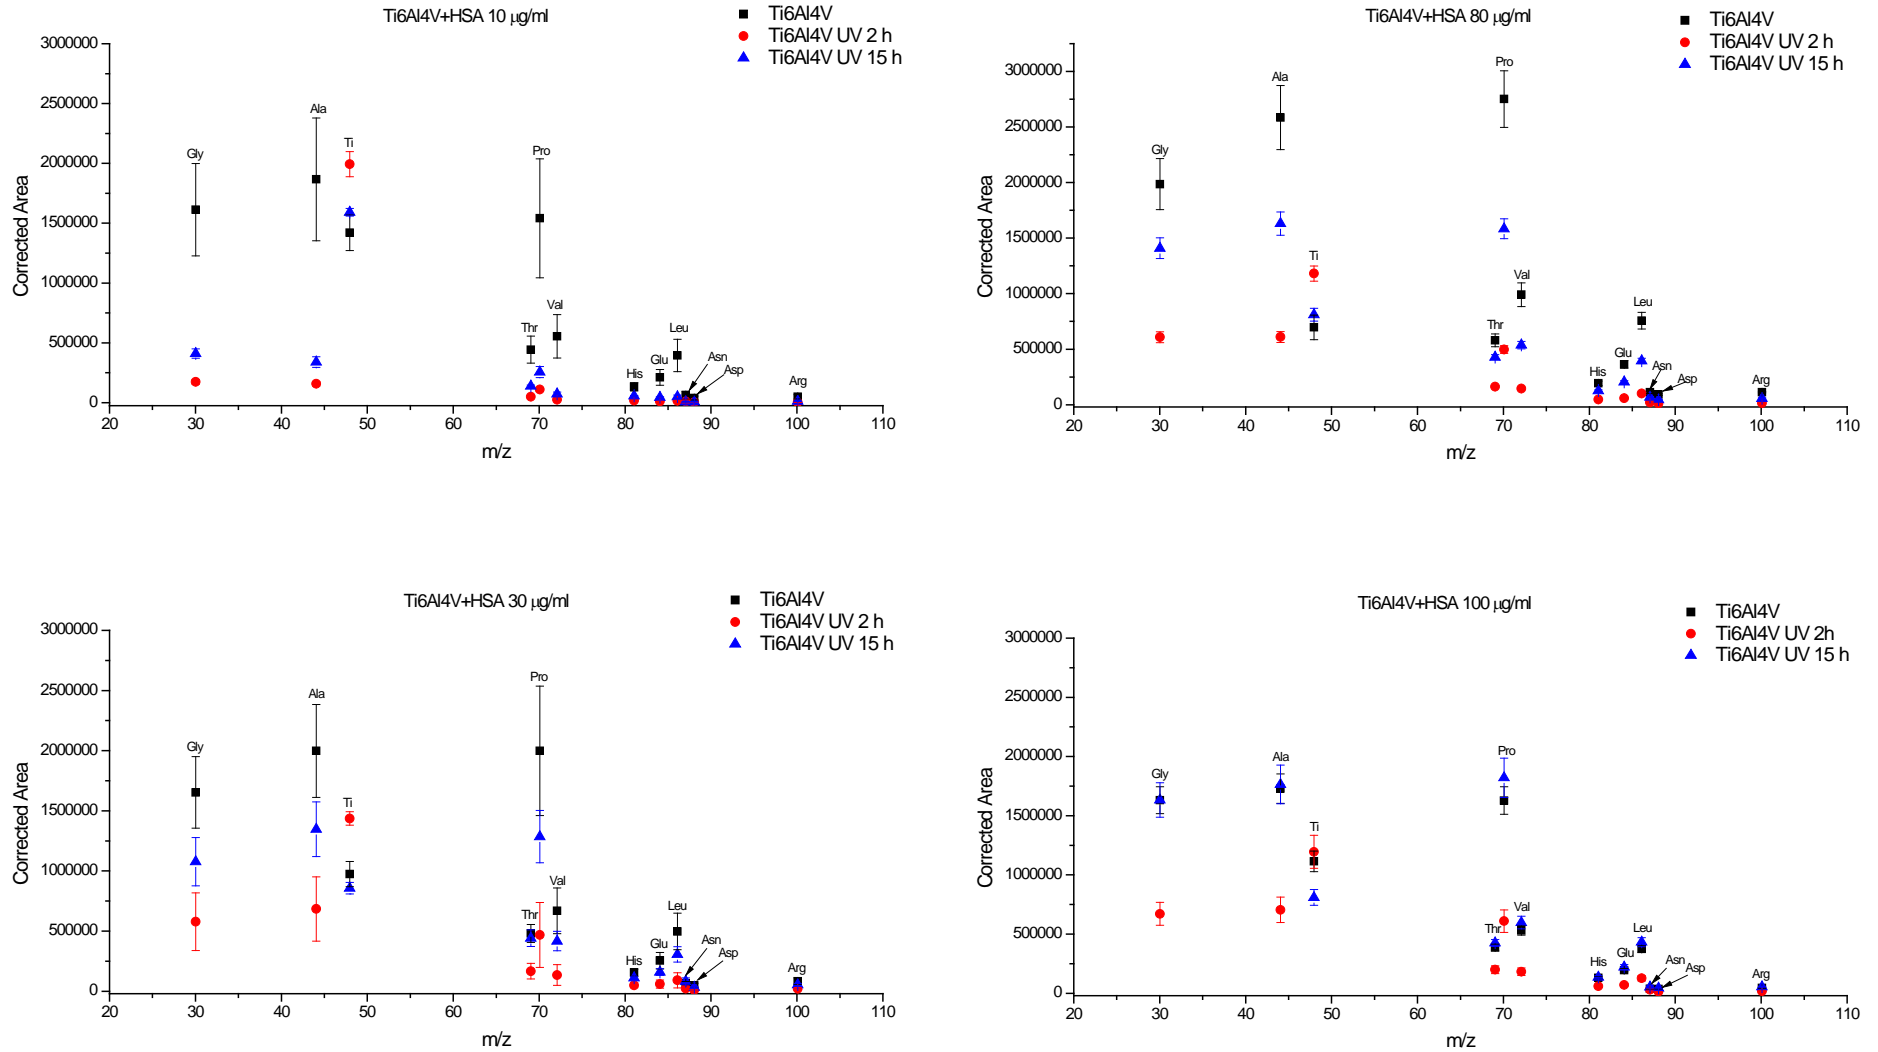 Ti6Al4V+HSA 10 µg/ml
Ti6Al4V
Ti6Al4V UV 2 h
Ti6Al4V UV 15 h
3000000
2500000
2000000
1500000
1000000
500000
0
Corrected Area
Gly
Ala
Ti
Pro
Thr
Val
His
Glu
Leu
Asn
Asp
Arg
20 30 40 50 60 70 80 90 100 110
m/z
Ti6Al4V+HSA 80 µg/ml
Ti6Al4V
Ti6Al4V UV 2 h
Ti6Al4V UV 15 h
3000000
2500000
2000000
1500000
1000000
500000
0
Corrected Area
Gly
Ala
Ti
Pro
Thr
Val
His
Glu
Leu
Asn
Asp
Arg
20 30 40 50 60 70 80 90 100 110
m/z
Ti6Al4V+HSA 30 µg/ml
Ti6Al4V
Ti6Al4V UV 2 h
Ti6Al4V UV 15 h
3000000
2500000
2000000
1500000
1000000
500000
0
Corrected Area
Gly
Ala
Ti
Pro
Thr
Val
His
Glu
Leu
Asn
Asp
Arg
20 30 40 50 60 70 80 90 100 110
m/z
Ti6Al4V+HSA 100 µg/ml
Ti6Al4V
Ti6Al4V UV 2h
Ti6Al4V UV 15 h
3000000
2500000
2000000
1500000
1000000
500000
0
Corrected Area
Gly
Ala
Ti
Pro
Thr
Val
His
Glu
Leu
Asn
Asp
Arg
20 30 40 50 60 70 80 90 100 110
m/z